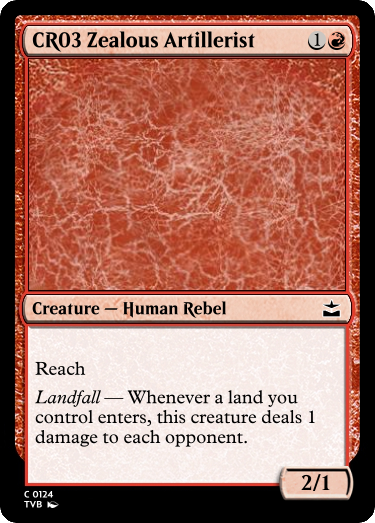 CR03 Zealous Artillerist 1
Creature — Human Rebel
Reach
Landfall — Whenever a land you
control enters, this creature deals 1
damage to each opponent.
2/1
C 0124
TVB